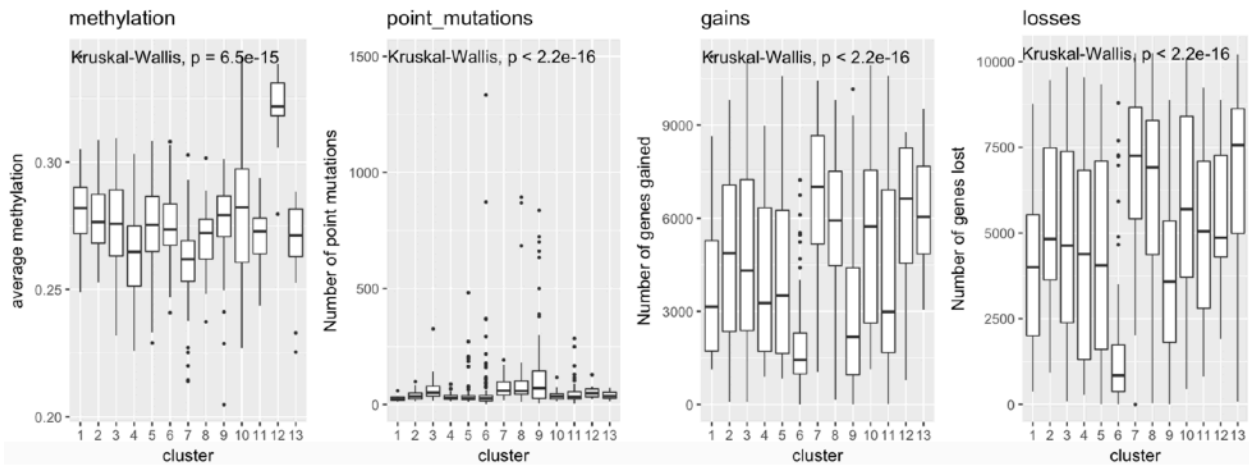 methylation
Kruskal-Wallis, p = 6.5e-15
average methylation
0.30
0.25
0.20
1 2 3 4 5 6 7 8 9 10 11 12 13
cluster
point_mutations
Kruskal-Wallis, p < 2.2e-16
Number of point mutations
1500
1000
500
0
1 2 3 4 5 6 7 8 9 10 11 12 13
cluster
gains
Kruskal-Wallis, p < 2.2e-16
Number of genes gained
9000
6000
3000
0
1 2 3 4 5 6 7 8 9 10 11 12 13
cluster
losses
Kruskal-Wallis, p < 2.2e-16
Number of genes lost
10000
7500
5000
2500
0
1 2 3 4 5 6 7 8 9 10 11 12 13
cluster